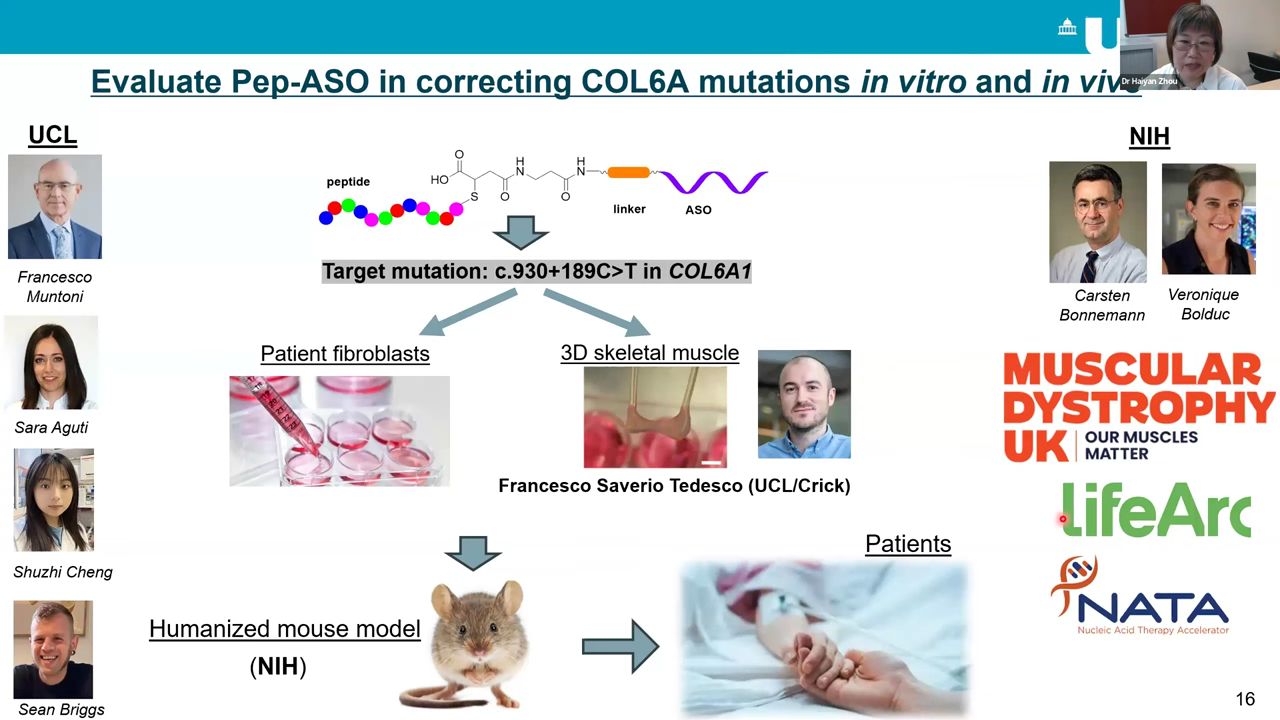 Dr Haiyan Zhou
Evaluate Pep-ASO in correcting COL6A mutations in vitro and in vivo
UCL
Francesco
Muntoni
Sara Aguti
Shuzhi Cheng
Sean Briggs
peptide
O
HO
S
O
H
N
O
H
N
linker
ASO
Target mutation: c.930+189C>T in COL6A1
Patient fibroblasts
3D skeletal muscle
Francesco Saverio Tedesco (UCL/Crick)
Humanized mouse model
(NIH)
Patients
NIH
Carsten
Bonnemann
Veronique
Bolduc
MUSCULAR
DYSTROPHY
UK OUR MUSCLES
MATTER
LifeArc
NATA
Nucleic Acid Therapy Accelerator
16